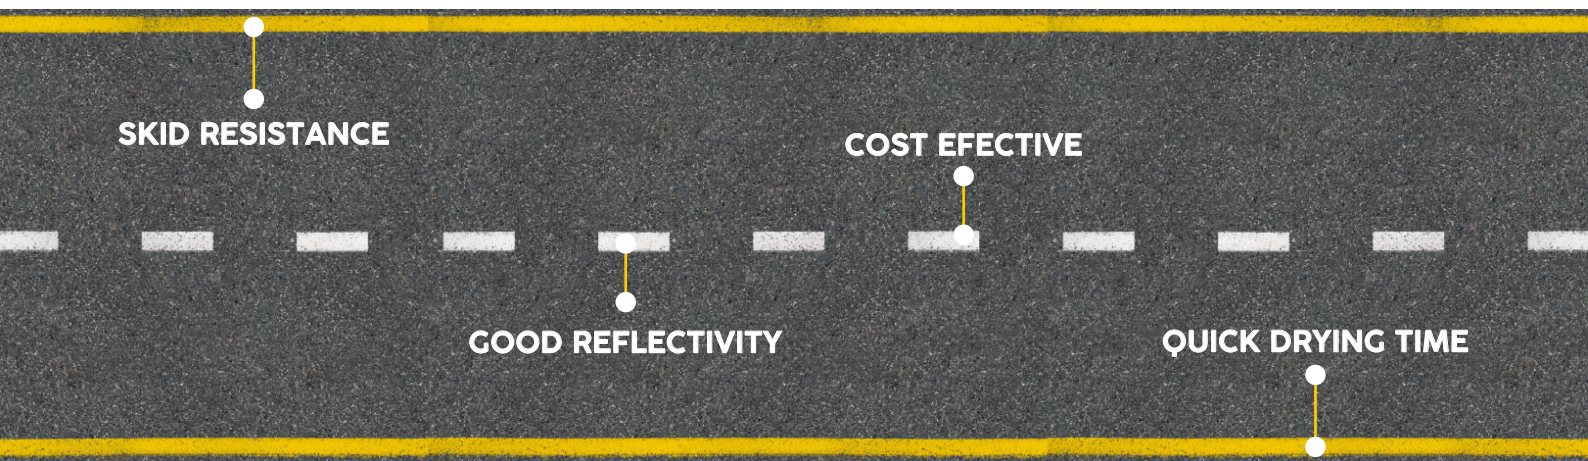 SKID RESISTANCE
COST EFECTIVE
GOOD REFLECTIVITY
QUICK DRYING TIME